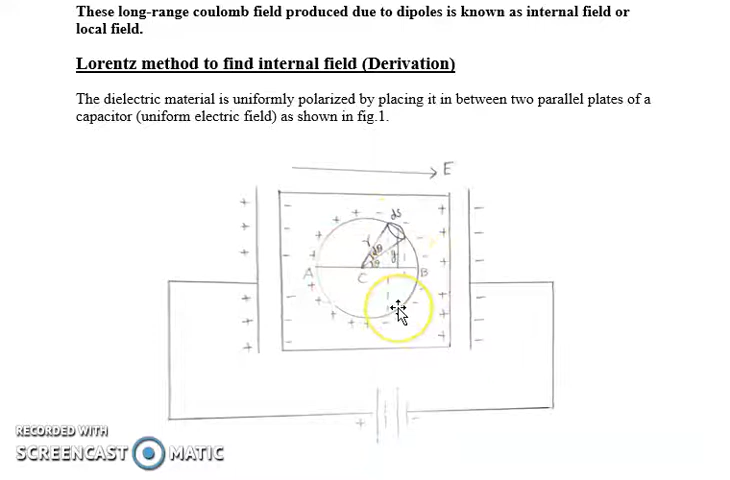 These long-range coulomb field produced due to dipoles is known as internal field or
local field.
Lorentz method to find internal field (Derivation)
The dielectric material is uniformly polarized by placing it in between two parallel plates of a
capacitor (uniform electric field) as shown in fig.1.
E
ds
r
dθ
θ
y
A
C
B
RECORDED WITH
SCREENCAST MATIC